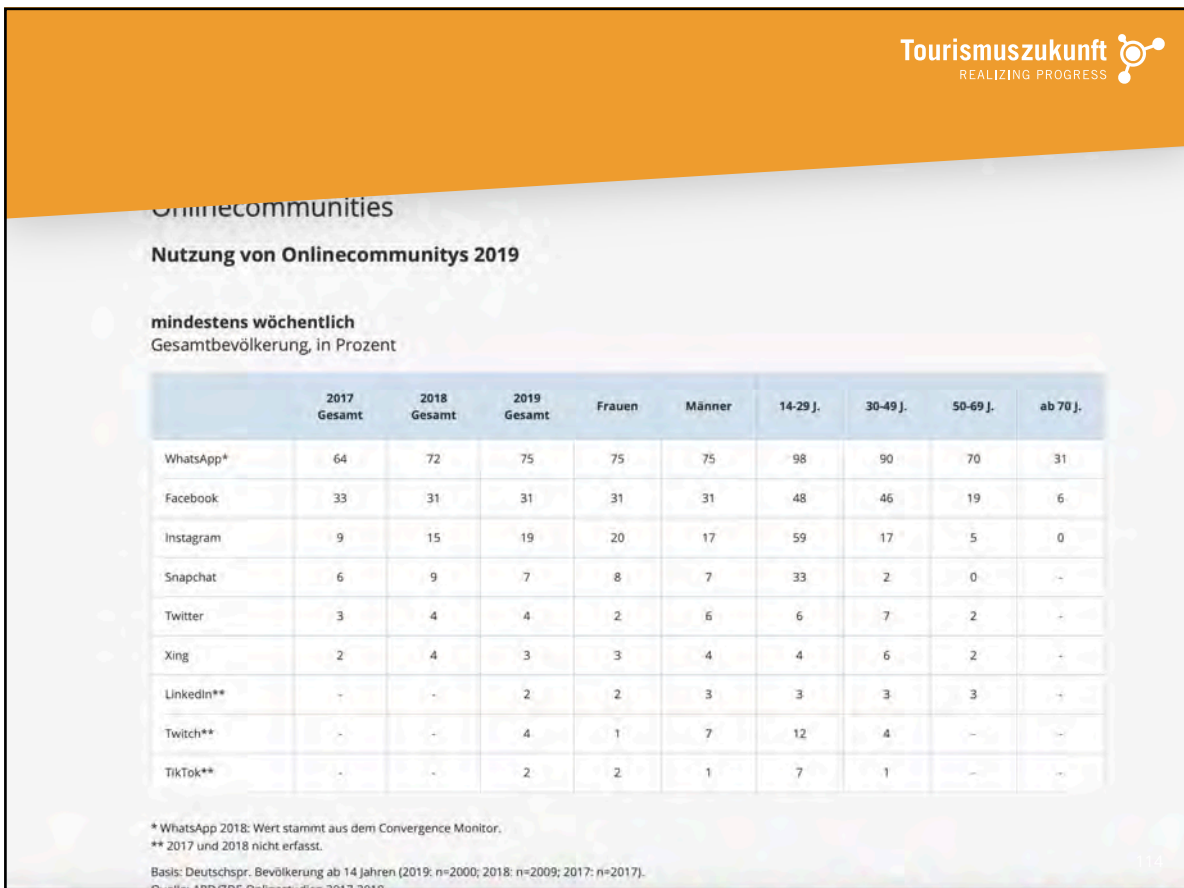 Tourismuszukunft
REALIZING PROGRESS
Onlinecommunities
Nutzung von Onlinecommunitys 2019
mindestens wöchentlich
Gesamtbevölkerung, in Prozent
2017 Gesamt 2018 Gesamt 2019 Gesamt Frauen Männer 14-29 J. 30-49 J. 50-69 J. ab 70 J.
WhatsApp* 64 72 75 75 75 98 90 70 31
Facebook 33 31 31 31 31 48 46 19 6
Instagram 9 15 19 20 17 59 17 5 0
Snapchat 6 9 7 8 7 33 2 0 -
Twitter 3 4 4 2 6 6 7 2 -
Xing 2 4 3 3 4 4 6 2 -
LinkedIn** - - 2 2 3 3 3 3 -
Twitch** - - 4 1 7 12 4 - -
TikTok** - - 2 2 1 7 1 - -
* WhatsApp 2018: Wert stammt aus dem Convergence Monitor.
** 2017 und 2018 nicht erfasst.
Basis: Deutschspr. Bevölkerung ab 14 Jahren (2019: n=2000; 2018: n=2009; 2017: n=2017).
114